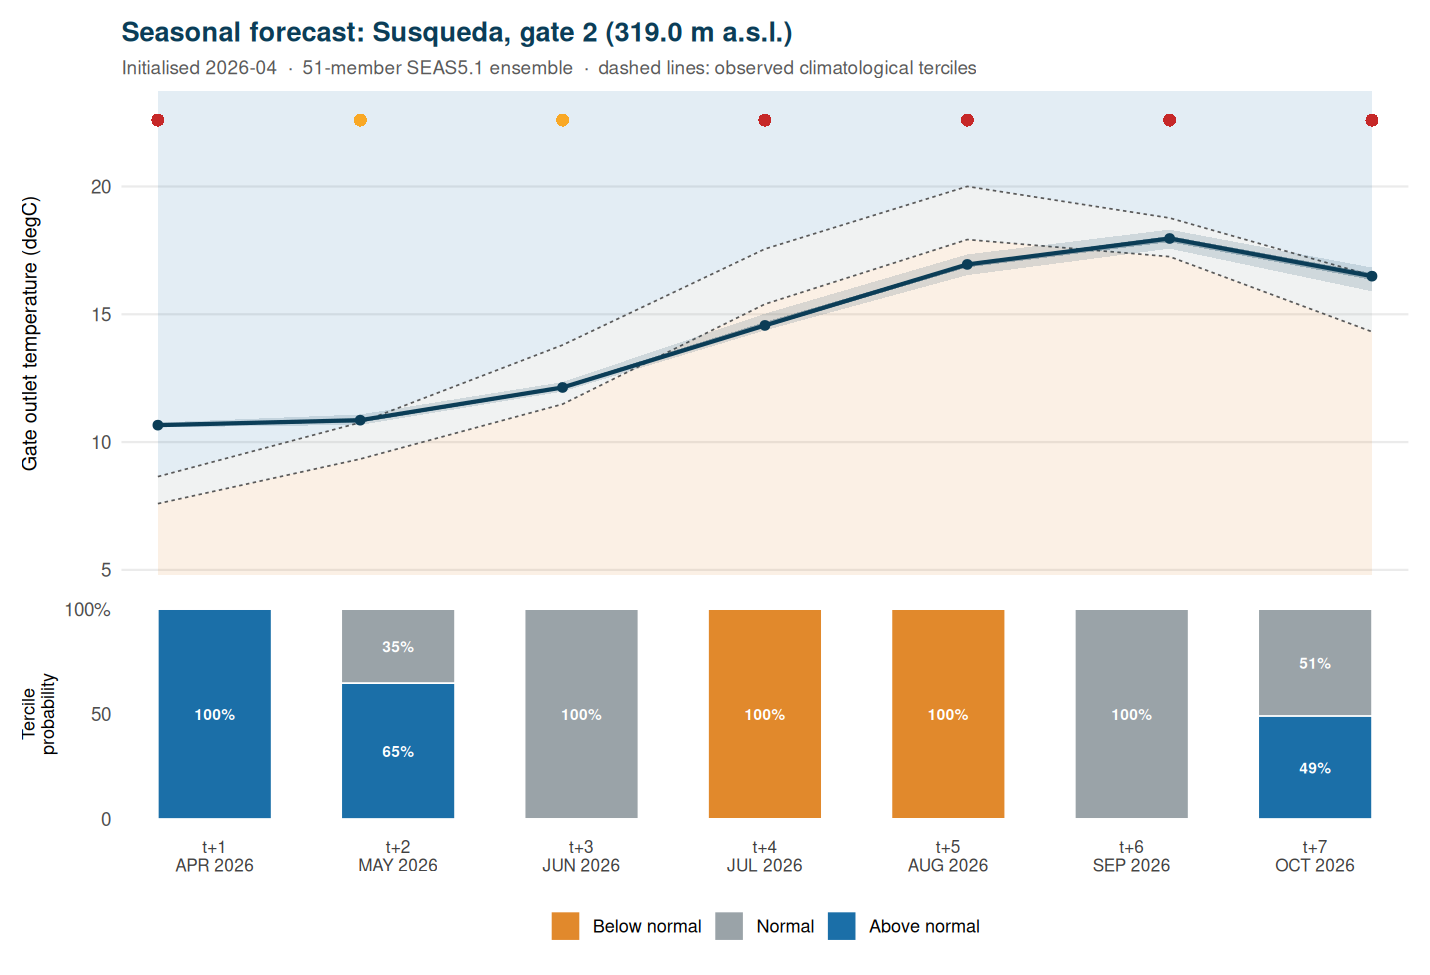 Seasonal forecast: Susqueda, gate 2 (319.0 m a.s.l.)
Initialised 2026-04 · 51-member SEAS5.1 ensemble · dashed lines: observed climatological terciles
Gate outlet temperature (degC)
20
15
10
5
Tercile
probability
100%
50
0
100%
35%
65%
100%
100%
100%
100%
51%
49%
t+1
APR 2026
t+2
MAY 2026
t+3
JUN 2026
t+4
JUL 2026
t+5
AUG 2026
t+6
SEP 2026
t+7
OCT 2026
Below normal
Normal
Above normal